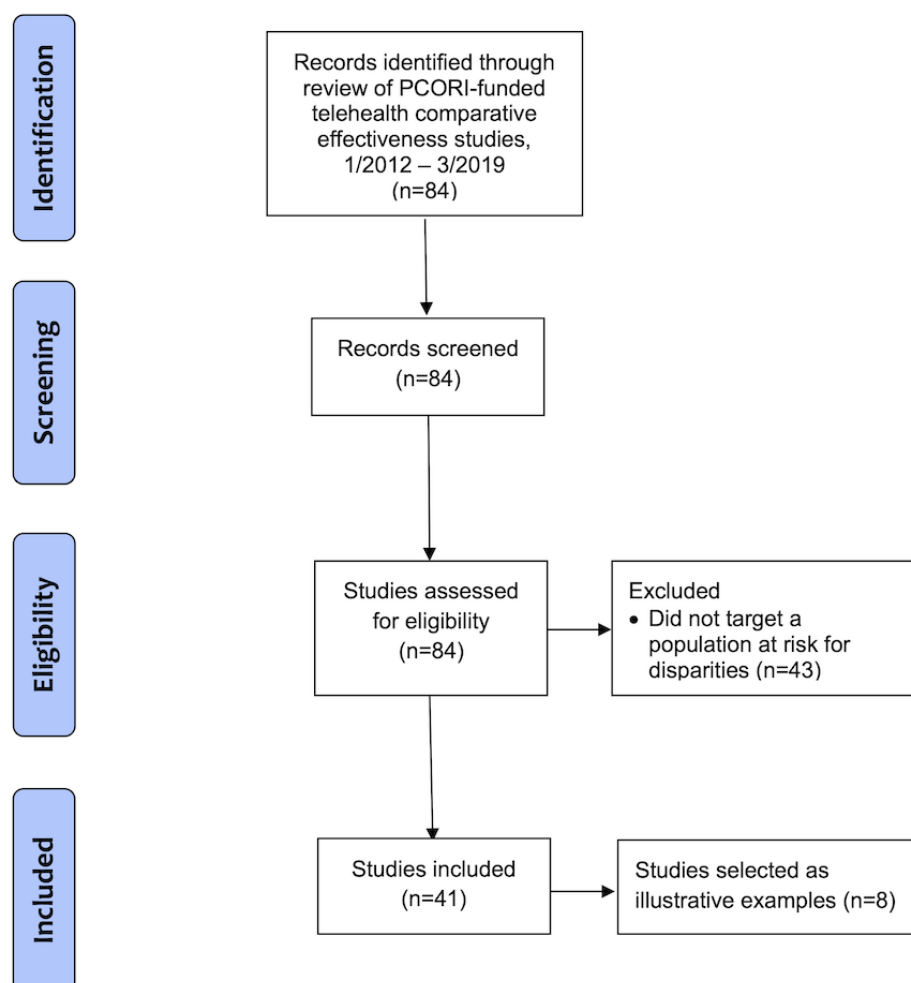 Identification
Records identified through
review of PCORI-funded
telehealth comparative
effectiveness studies,
1/2012 – 3/2019
(n=84)
Screening
Records screened
(n=84)
Eligibility
Studies assessed
for eligibility
(n=84)
Excluded
• Did not target a
population at risk for
disparities (n=43)
Included
Studies included
(n=41)
Studies selected as
illustrative examples (n=8)